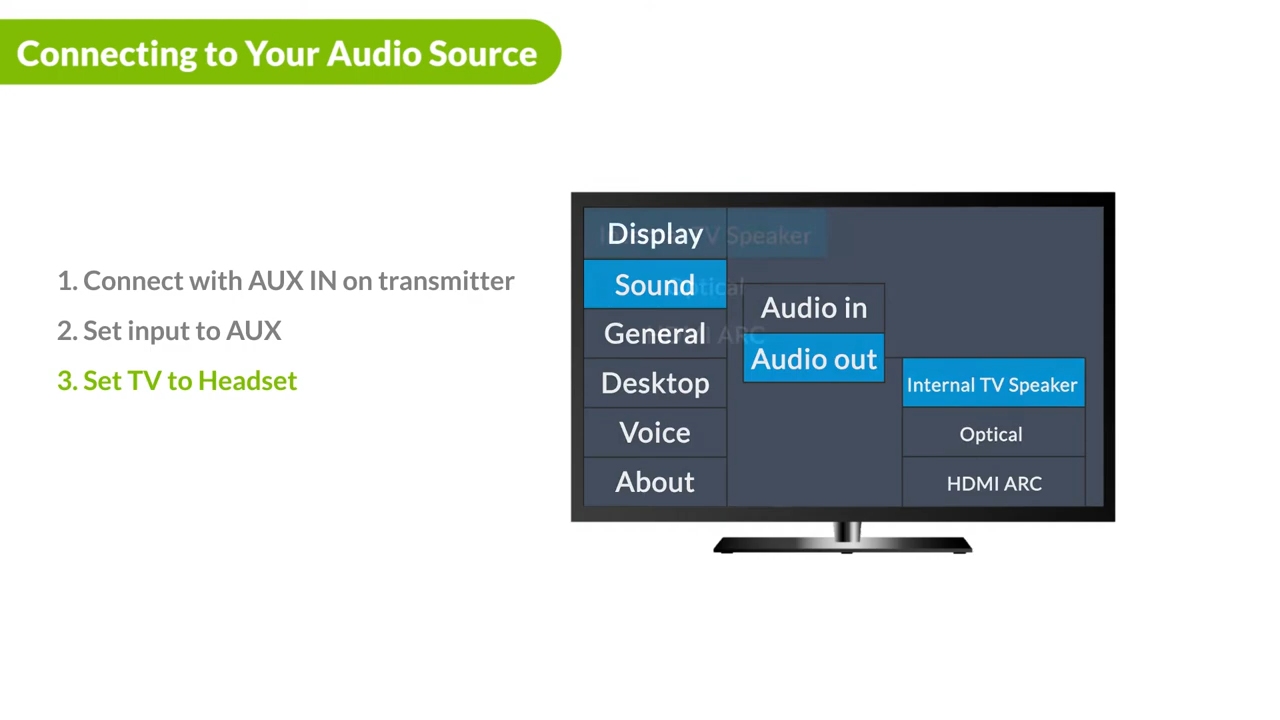 Connecting to Your Audio Source
1. Connect with AUX IN on transmitter
2. Set input to AUX
3. Set TV to Headset
Display
Sound
General
Desktop
Voice
About
Audio in
Audio out
Internal TV Speaker
Optical
HDMI ARC